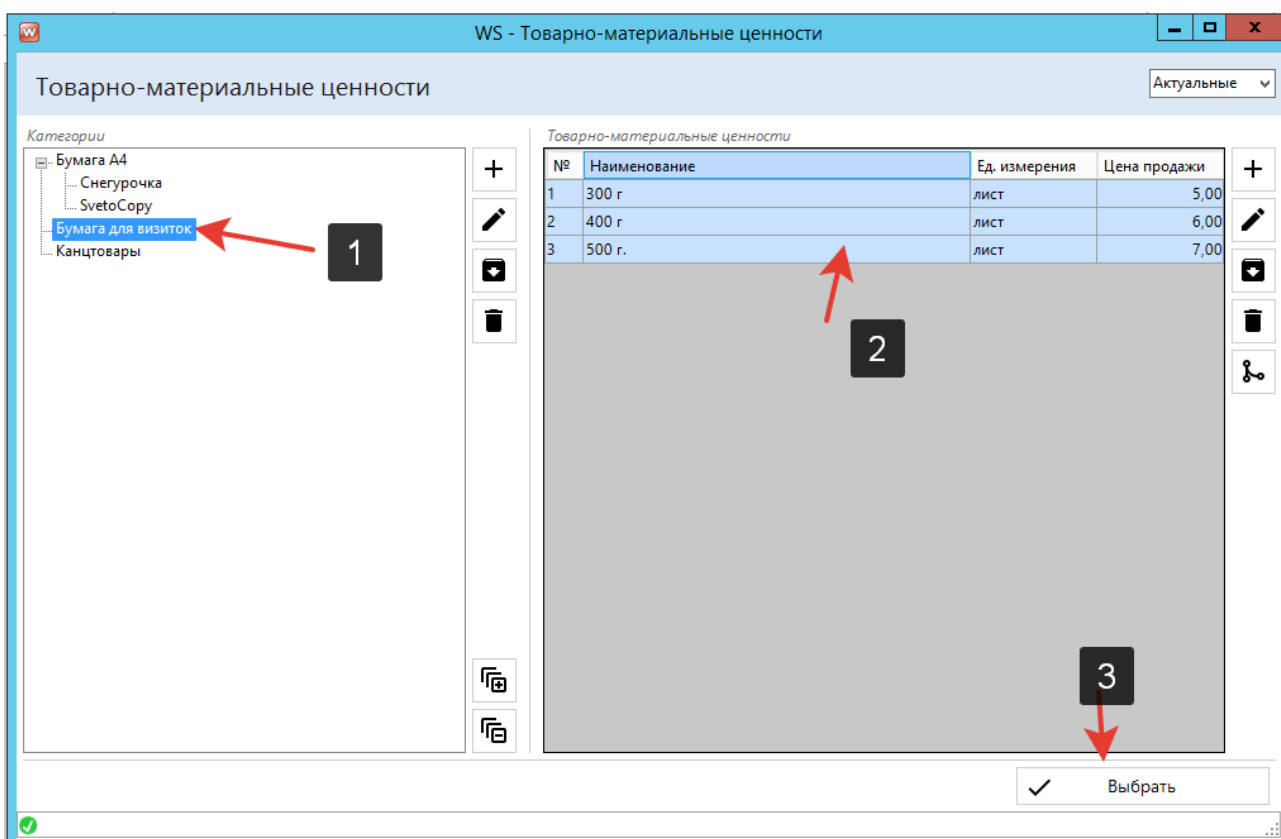 WS - Товарно-материальные ценности
Товарно-материальные ценности
Актуальные
Категории
Бумага А4
Снегурочка
SvetoCopy
Бумага для визиток
Канцтовары
1
Товарно-материальные ценности
№ Наименование Ед. измерения Цена продажи
1 300 г лист 5,00
2 400 г лист 6,00
3 500 г. лист 7,00
2
3
Выбрать